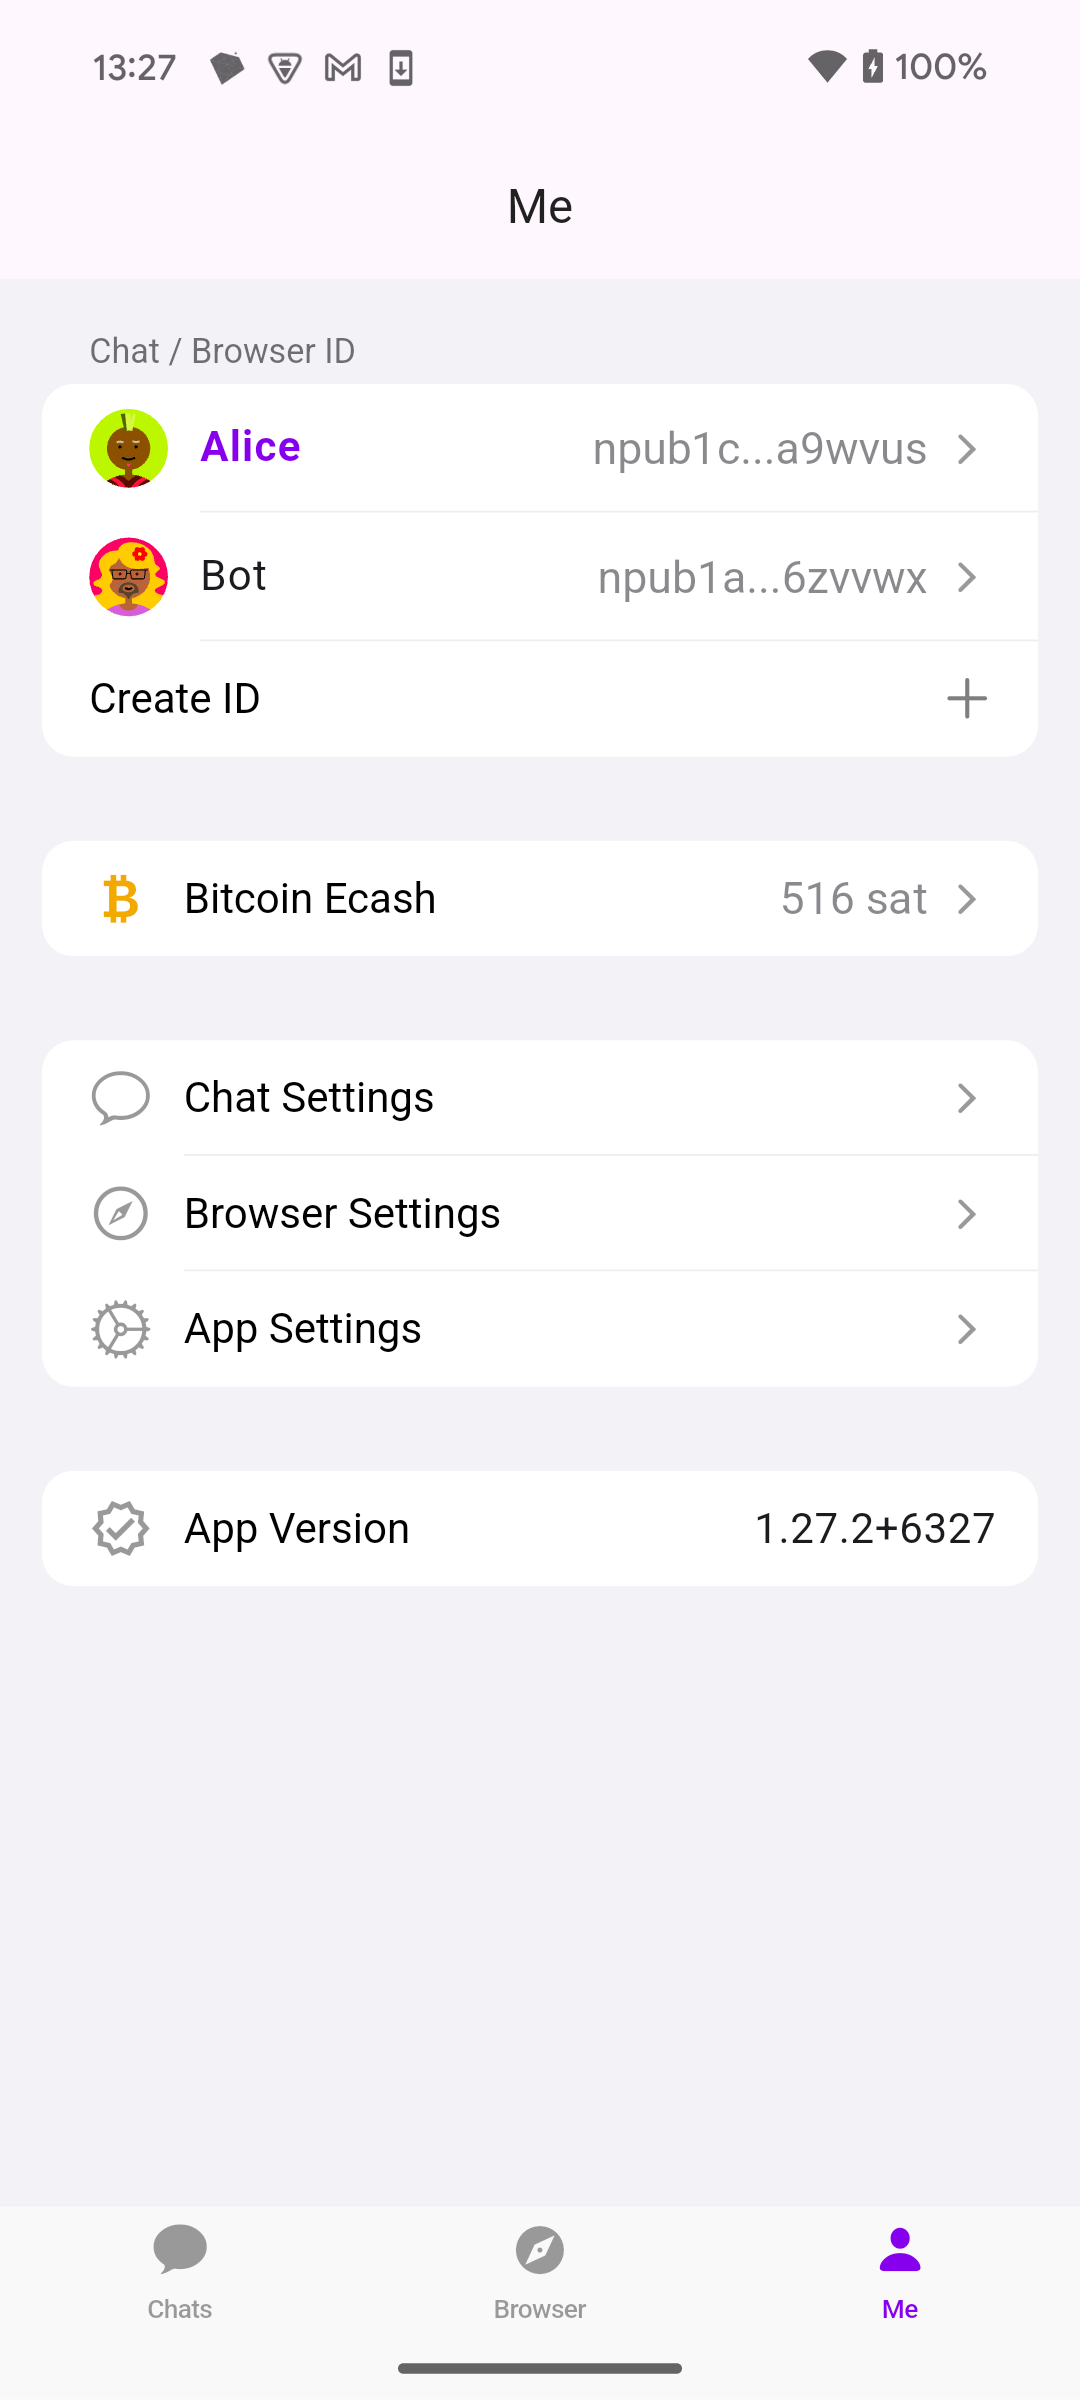 13:27
100%
Me
Chat / Browser ID
Alice npub1c...a9wvus
Bot npub1a...6zvvwx
Create ID
Bitcoin Ecash 516 sat
Chat Settings
Browser Settings
App Settings
App Version 1.27.2+6327
Chats Browser Me